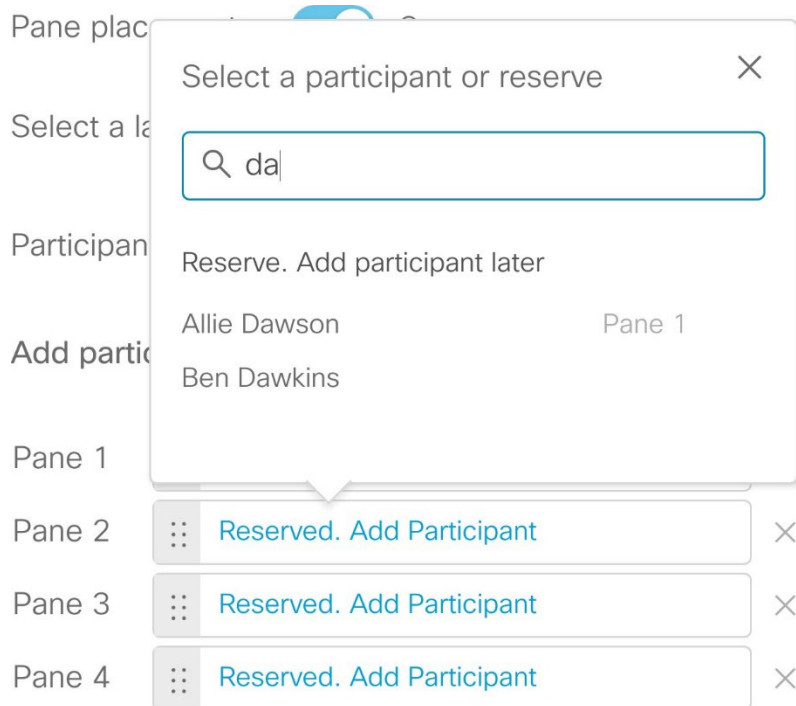 Pane plac
Select a participant or reserve
Select a la
da
Participan
Reserve. Add participant later
Allie Dawson Pane 1
Add partic
Ben Dawkins
Pane 1
Pane 2 Reserved. Add Participant
Pane 3 Reserved. Add Participant
Pane 4 Reserved. Add Participant